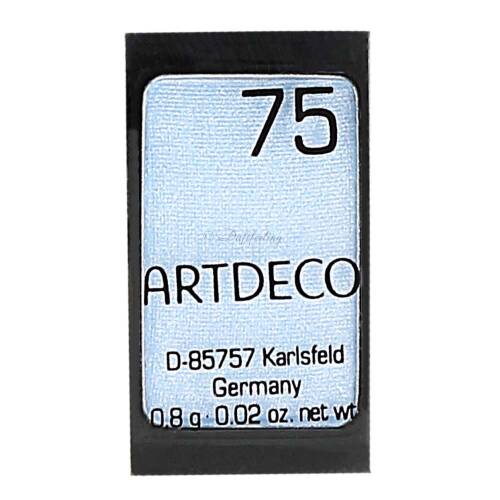 75
ARTDECO
D-85757 Karlsfeld
Germany
0.8 g · 0.02 oz. net wt